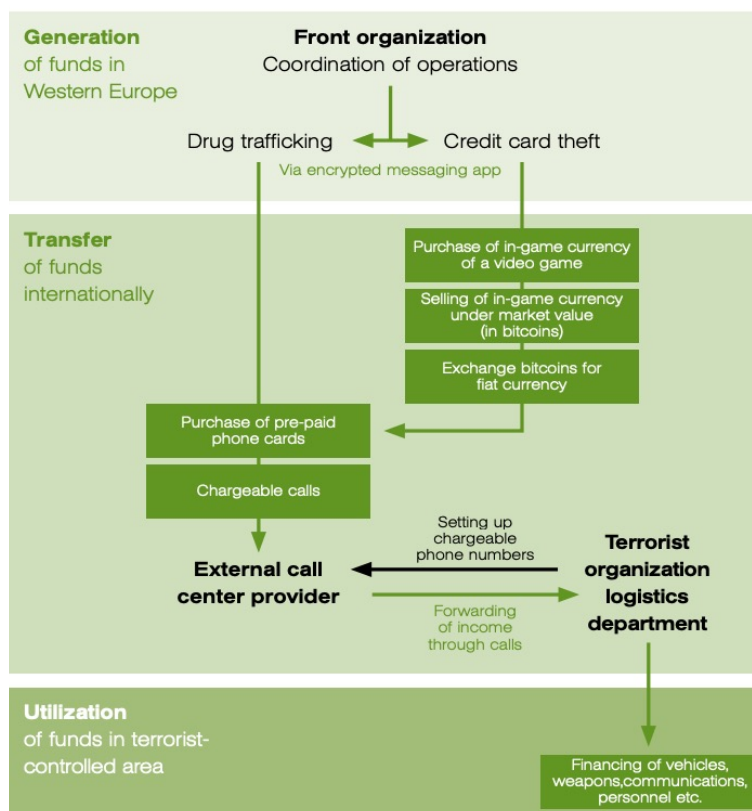 Generation
of funds in
Western Europe
Front organization
Coordination of operations
Drug trafficking
Credit card theft
Via encrypted messaging app
Transfer
of funds
internationally
Purchase of in-game currency
of a video game
Selling of in-game currency
under market value
(in bitcoins)
Exchange bitcoins for
fiat currency
Purchase of pre-paid
phone cards
Chargeable calls
Setting up
chargeable
phone numbers
External call
center provider
Terrorist
organization
logistics
department
Forwarding
of income
through calls
Utilization
of funds in terrorist-
controlled area
Financing of vehicles,
weapons,communications,
personnel etc.